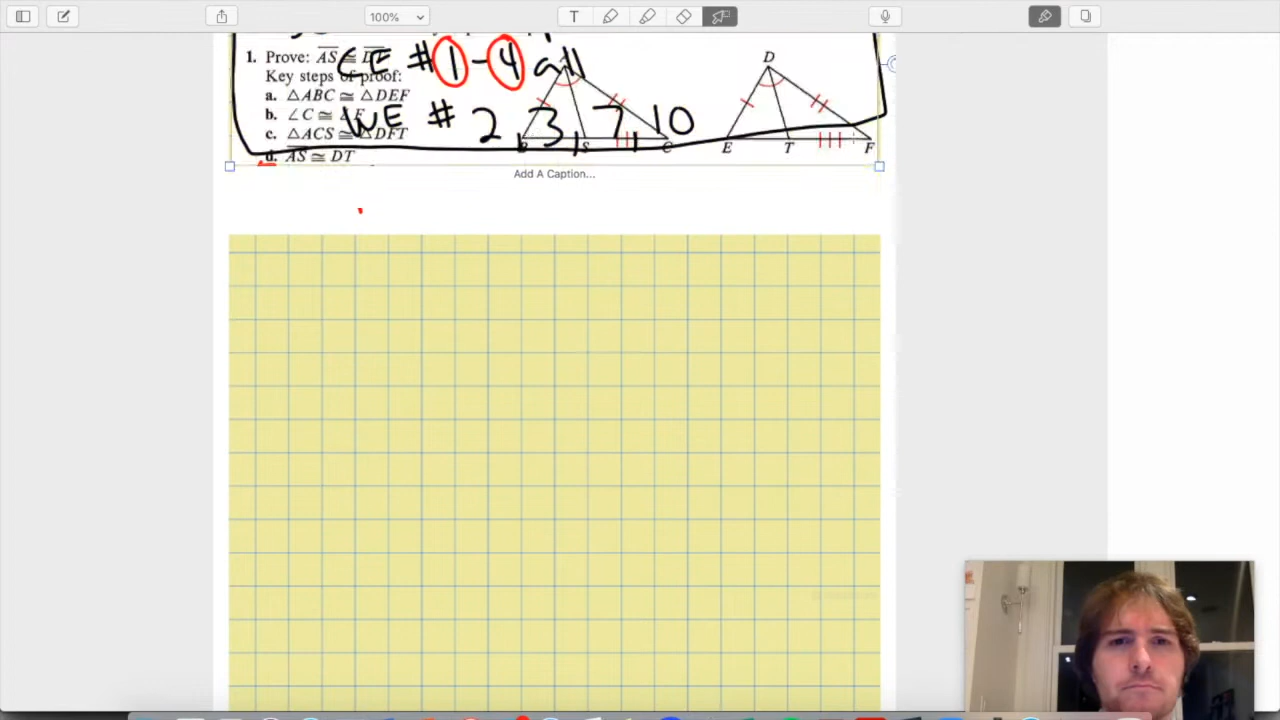 100%
T
1. Prove: AS ≅ DT
CE #1-4 all
Key steps of proof:
a. △ABC ≅ △DEF
b. ∠C ≅ ∠F
WE # 2, 3, 7, 10
c. △ACS ≅ △DFT
d. AS ≅ DT
D
B S C
E T F
Add A Caption...